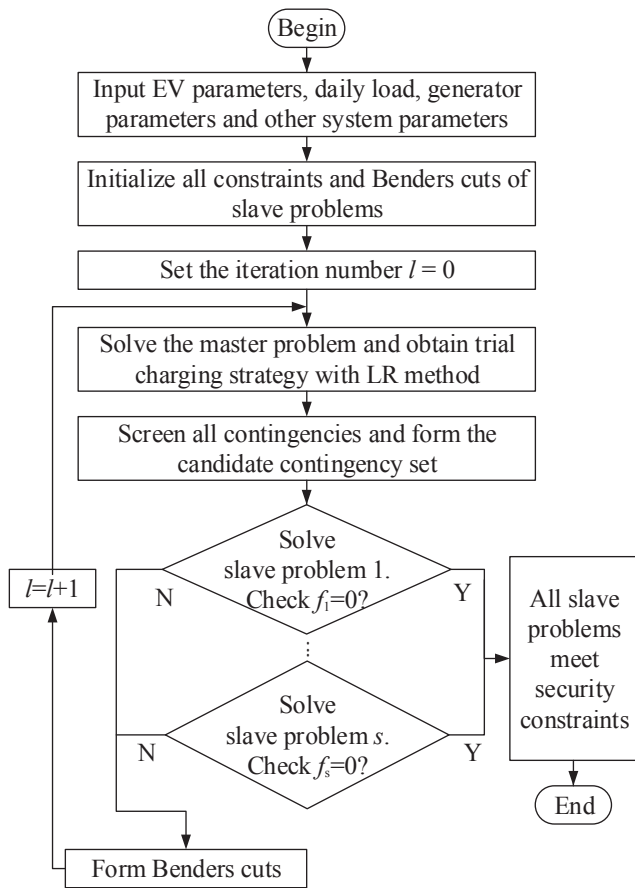 Begin
Input EV parameters, daily load, generator
parameters and other system parameters
Initialize all constraints and Benders cuts of
slave problems
Set the iteration number l = 0
Solve the master problem and obtain trial
charging strategy with LR method
Screen all contingencies and form the
candidate contingency set
Solve
slave problem 1.
Check f₁=0?
N
Y
l=l+1
⋮
Solve
slave problem s.
Check fₛ=0?
N
Y
All slave
problems
meet
security
constraints
End
Form Benders cuts